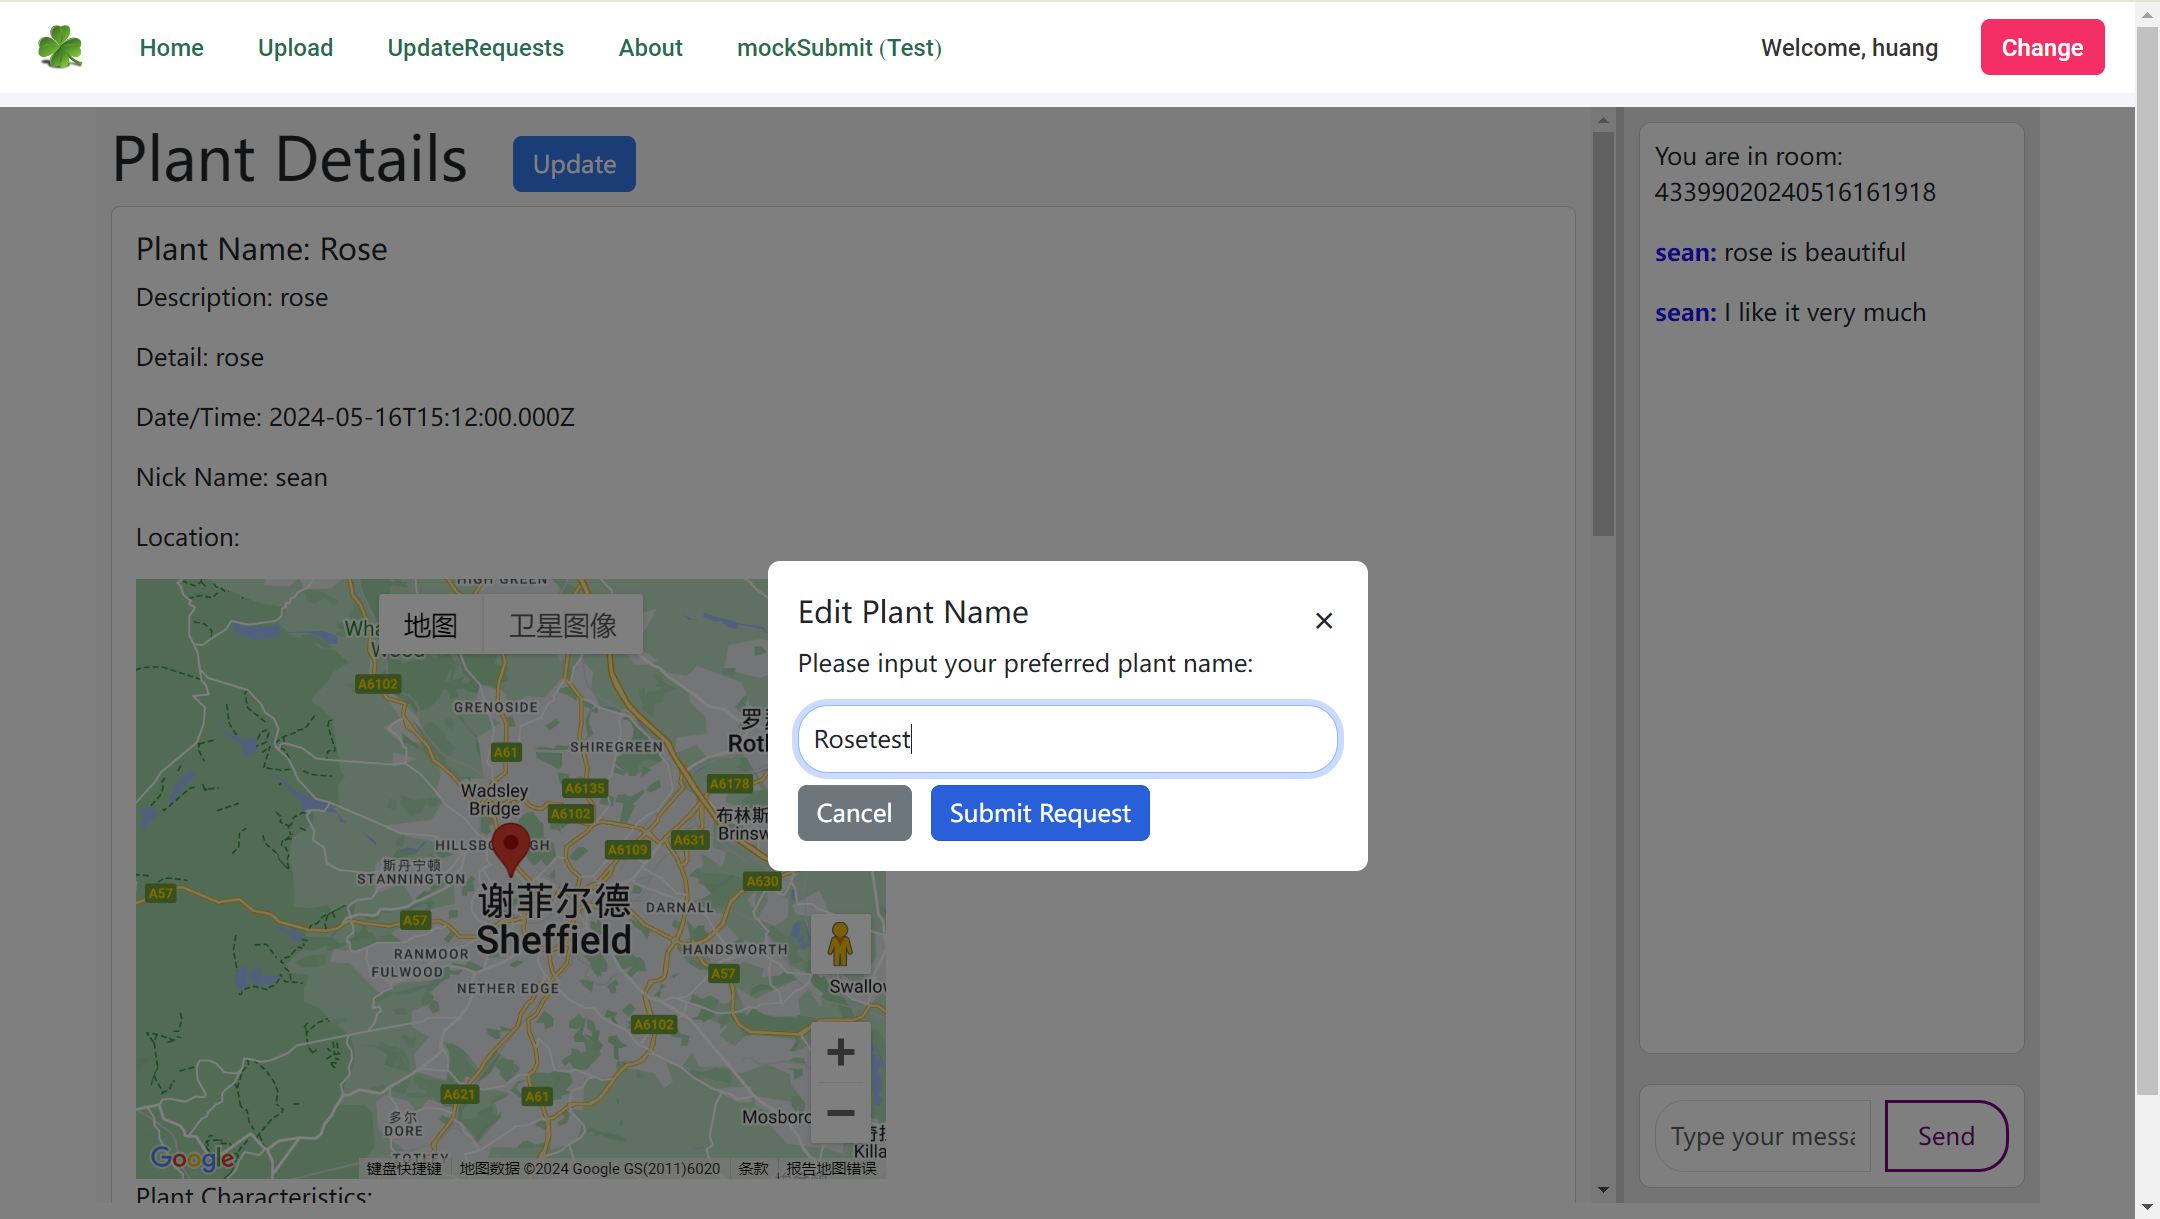 Home
Upload
UpdateRequests
About
mockSubmit (Test)
Welcome, huang
Change
Plant Details
Update
Plant Name: Rose
Description: rose
Detail: rose
Date/Time: 2024-05-16T15:12:00.000Z
Nick Name: sean
Location:
HIGH GREEN
地图
卫星图像
A6102
GRENOSIDE
A61
SHIREGREEN
A6178
Wadsley
Bridge
A6135
A6102
Brinsw
HILLSB
GH
A6109
A631
斯丹宁顿
STANNINGTON
A57
A630
谢菲尔德
Sheffield
DARNALL
A57
RANMOOR
FULWOOD
HANDSWORTH
A57
NETHER EDGE
Swallow
A6102
A621
A61
多尔
DORE
Mosboro
Killa
TOTLEY
Google
键盘快捷键
地图数据 ©2024 Google GS(2011)6020
条款
报告地图错误
Plant Characteristics:
Edit Plant Name
×
Please input your preferred plant name:
Rosetest
Cancel
Submit Request
You are in room:
43399020240516161918
sean: rose is beautiful
sean: I like it very much
Type your messa
Send